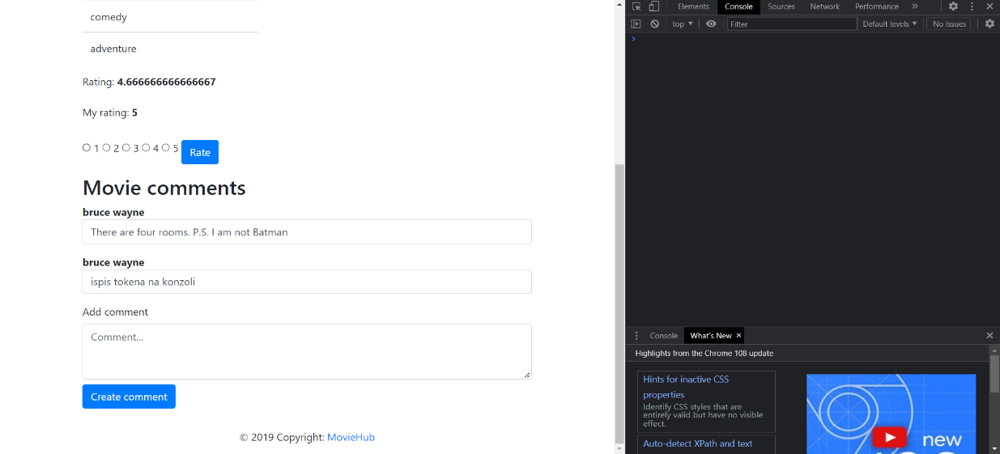 comedy
adventure
Rating: 4.666666666666667
My rating: 5
1 2 3 4 5 Rate
Movie comments
bruce wayne
There are four rooms. P.S. I am not Batman
bruce wayne
ispis tokena na konzoli
Add comment
Comment...
Create comment
© 2019 Copyright: MovieHub
Elements Console Sources Network Performance »
top Filter Default levels No Issues
Console What's New
Highlights from the Chrome 108 update
Hints for inactive CSS
properties
Identify CSS styles that are
entirely valid but have no visible
effect.
Auto-detect XPath and text
new